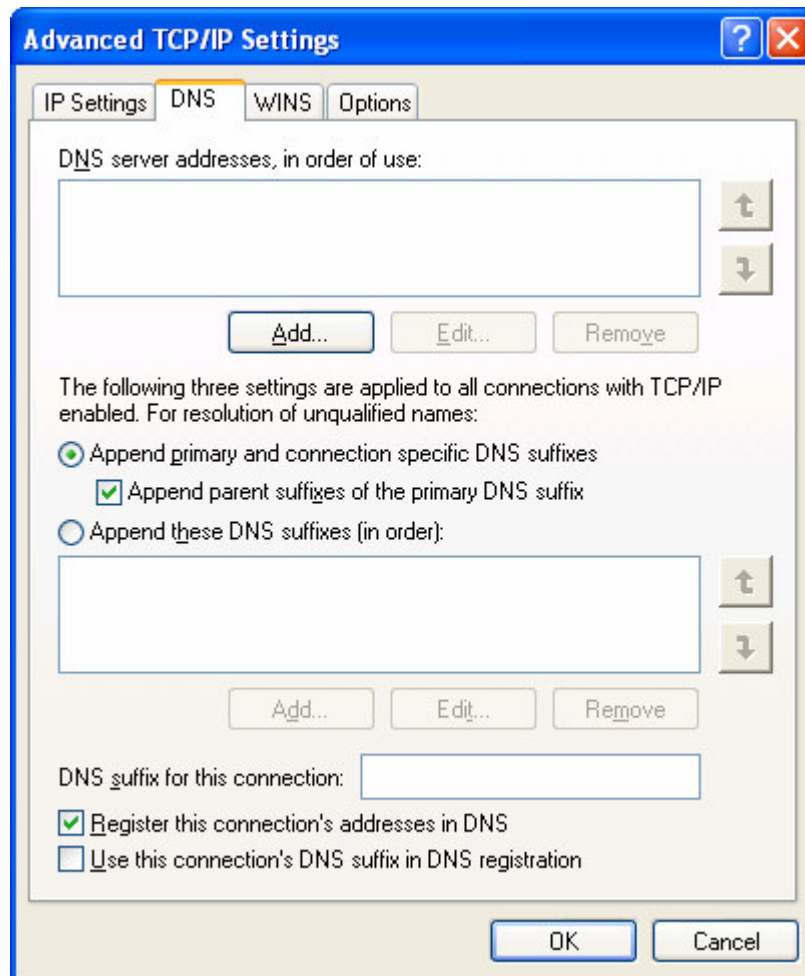 Advanced TCP/IP Settings
IP Settings DNS WINS Options
DNS server addresses, in order of use:
Add... Edit... Remove
The following three settings are applied to all connections with TCP/IP
enabled. For resolution of unqualified names:
Append primary and connection specific DNS suffixes
Append parent suffixes of the primary DNS suffix
Append these DNS suffixes (in order):
Add... Edit... Remove
DNS suffix for this connection:
Register this connection's addresses in DNS
Use this connection's DNS suffix in DNS registration
OK Cancel